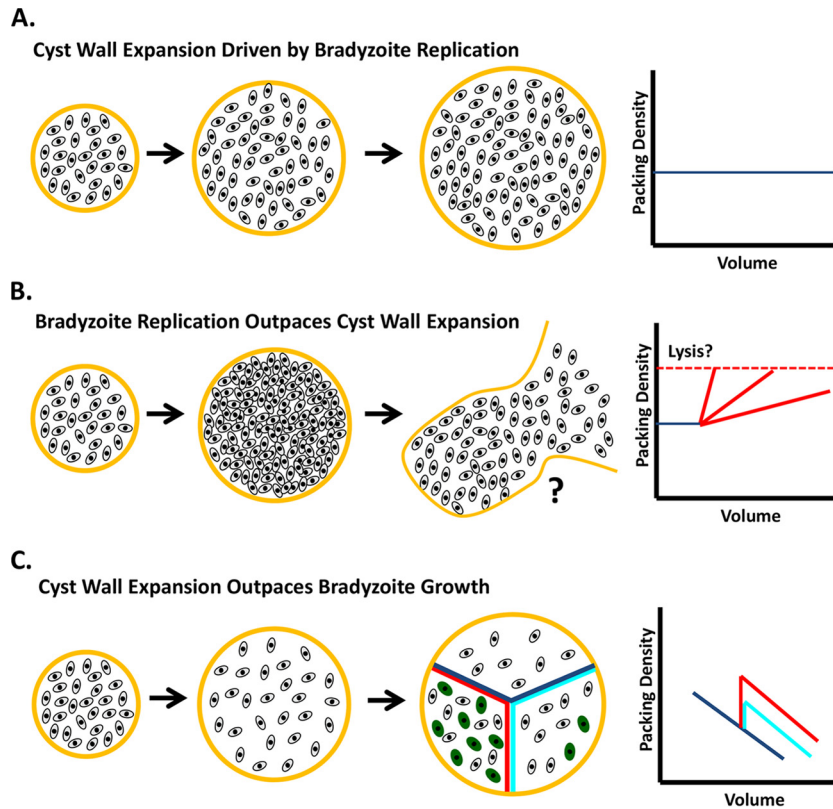 A.
Cyst Wall Expansion Driven by Bradyzoite Replication
Packing Density
Volume
B.
Bradyzoite Replication Outpaces Cyst Wall Expansion
?
Lysis?
Packing Density
Volume
C.
Cyst Wall Expansion Outpaces Bradyzoite Growth
Packing Density
Volume